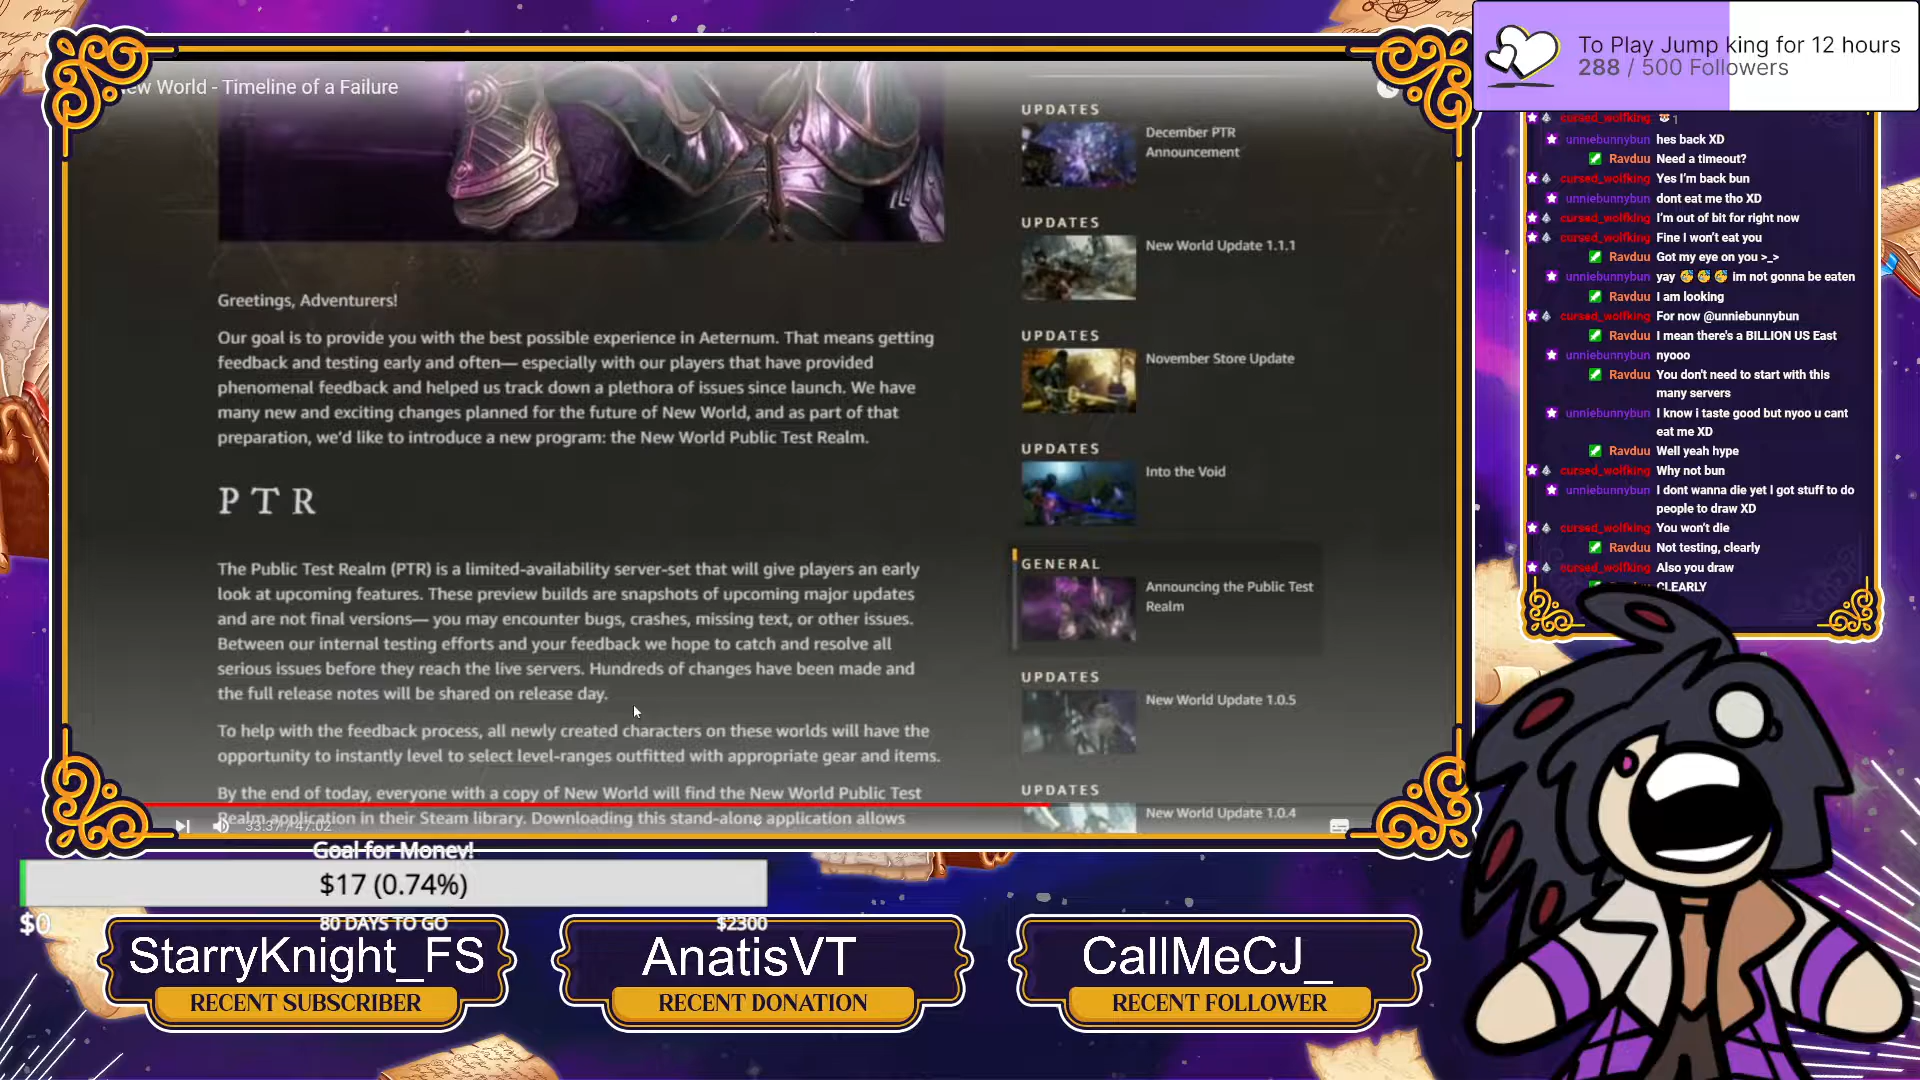 ew World - Timeline of a Failure
Greetings, Adventurers!
Our goal is to provide you with the best possible experience in Aeternum. That means getting
feedback and testing early and often— especially with our players that have provided
phenomenal feedback and helped us track down a plethora of issues since launch. We have
many new and exciting changes planned for the future of New World, and as part of that
preparation, we'd like to introduce a new program: the New World Public Test Realm.
PTR
The Public Test Realm (PTR) is a limited-availability server-set that will give players an early
look at upcoming features. These preview builds are snapshots of upcoming major updates
and are not final versions— you may encounter bugs, crashes, missing text, or other issues.
Between our internal testing efforts and your feedback we hope to catch and resolve all
serious issues before they reach the live servers. Hundreds of changes have been made and
the full release notes will be shared on release day.
To help with the feedback process, all newly created characters on these worlds will have the
opportunity to instantly level to select level-ranges outfitted with appropriate gear and items.
By the end of today, everyone with a copy of New World will find the New World Public Test
Realm application in their Steam library. Downloading this stand-alone application allows
33:37 / 47:02
UPDATES
December PTR
Announcement
UPDATES
New World Update 1.1.1
UPDATES
November Store Update
UPDATES
Into the Void
GENERAL
Announcing the Public Test
Realm
UPDATES
New World Update 1.0.5
UPDATES
New World Update 1.0.4
To Play Jump king for 12 hours
288 / 500 Followers
cursed_wolfking 1
unniebunnybun hes back XD
Ravduu Need a timeout?
cursed_wolfking Yes I'm back bun
unniebunnybun dont eat me tho XD
cursed_wolfking I'm out of bit for right now
cursed_wolfking Fine I won't eat you
Ravduu Got my eye on you >_>
unniebunnybun yay 🥳 🥳 🥳 im not gonna be eaten
Ravduu I am looking
cursed_wolfking For now @unniebunnybun
Ravduu I mean there's a BILLION US East
unniebunnybun nyooo
Ravduu You don't need to start with this
many servers
unniebunnybun I know i taste good but nyoo u cant
eat me XD
Ravduu Well yeah hype
cursed_wolfking Why not bun
unniebunnybun I dont wanna die yet I got stuff to do
people to draw XD
cursed_wolfking You won't die
Ravduu Not testing, clearly
cursed_wolfking Also you draw
CLEARLY
Goal for Money!
$17 (0.74%)
$0
80 DAYS TO GO
$2300
StarryKnight_FS
RECENT SUBSCRIBER
AnatisVT
RECENT DONATION
CallMeCJ_
RECENT FOLLOWER